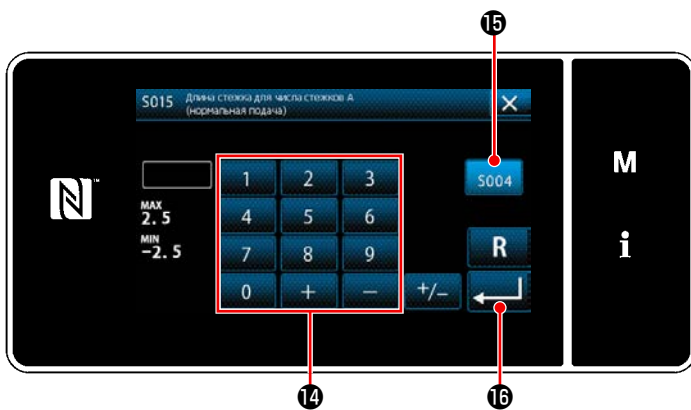 ⓯
S015 Длина стежка для числа стежков А
(нормальная подача)
1 2 3 S004
MAX
2. 5
4 5 6
MIN
−2. 5
7 8 9 R
0 + − +/−
M
i
N™
⓮ ⓰